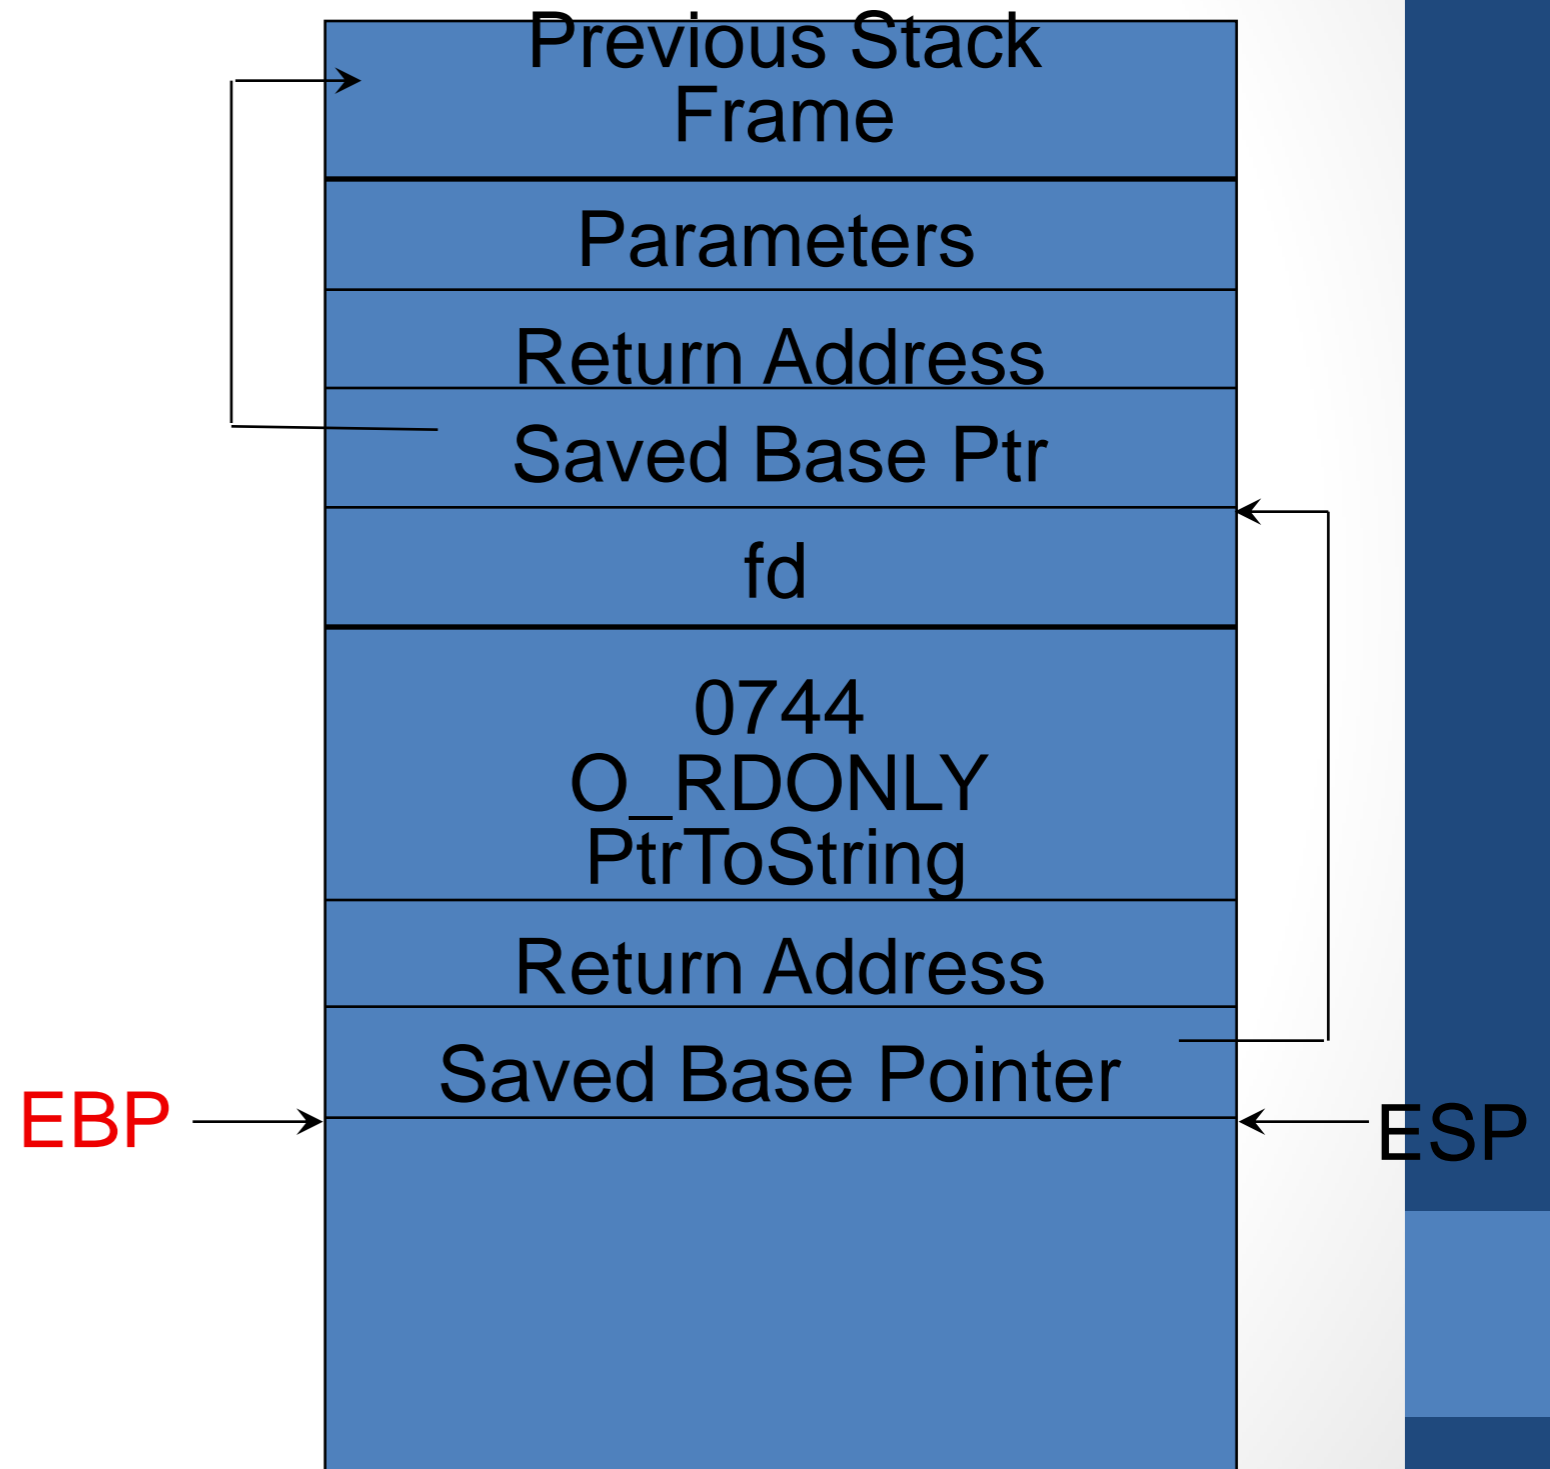 Previous Stack
Frame
Parameters
Return Address
Saved Base Ptr
fd
0744
O_RDONLY
PtrToString
Return Address
Saved Base Pointer
EBP
ESP